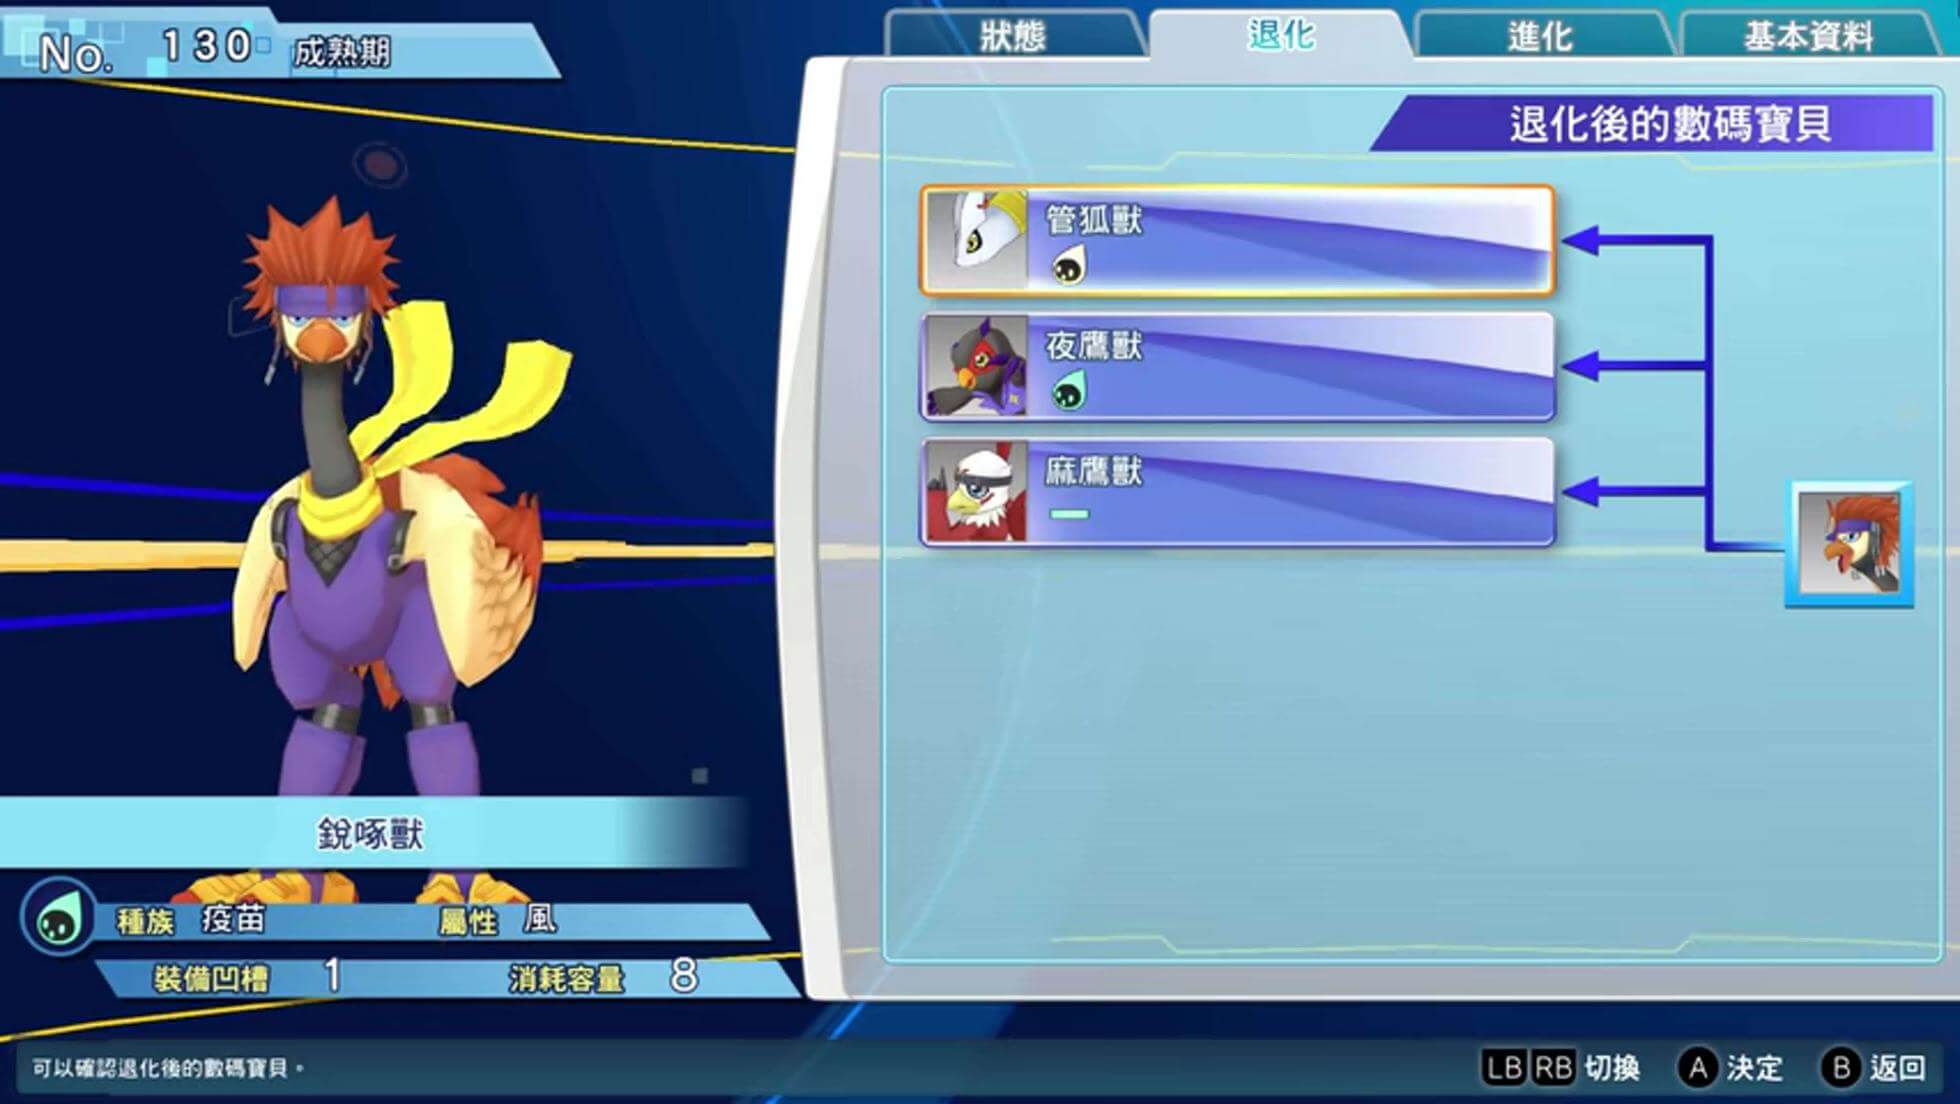 No. 130 成熟期
狀態 退化 進化 基本資料
退化後的數碼寶貝
管狐獸
夜鷹獸
麻鷹獸
銳啄獸
種族 疫苗 屬性 風
裝備凹槽 1 消耗容量 8
可以確認退化後的數碼寶貝。
LB RB 切換 A 決定 B 返回